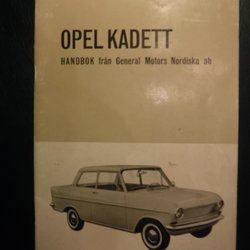 OPEL KADETT
HANDBOK från General Motors Nordiska ab